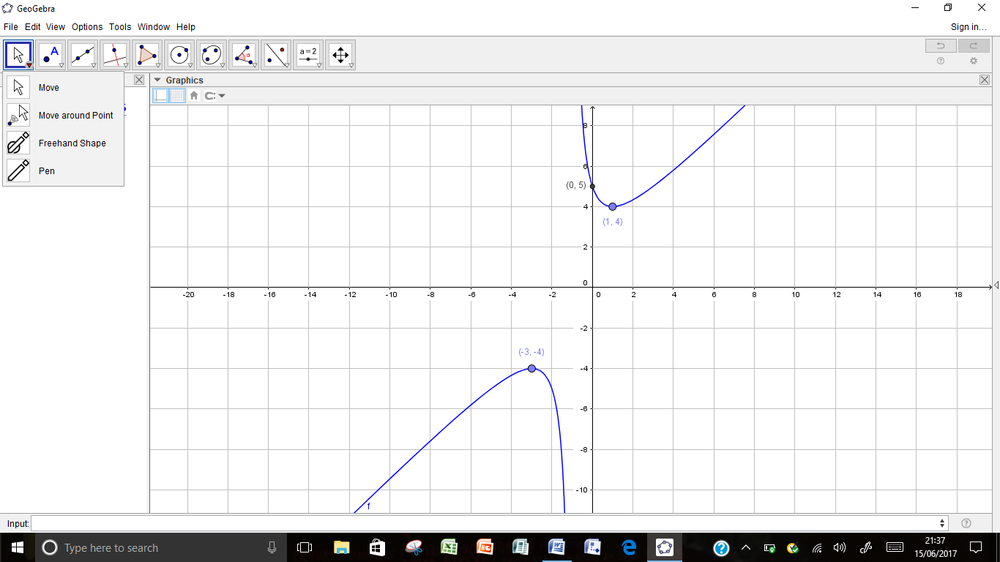 GeoGebra
File Edit View Options Tools Window Help
Sign in...
A
α
a = 2
Graphics
Move
Move around Point
Freehand Shape
Pen
8
6
(0, 5)
4
(1, 4)
2
0
-20 -18 -16 -14 -12 -10 -8 -6 -4 -2 0 2 4 6 8 10 12 14 16 18
-2
(-3, -4)
-4
-6
-8
-10
f
Input:
Type here to search
21:37
15/06/2017